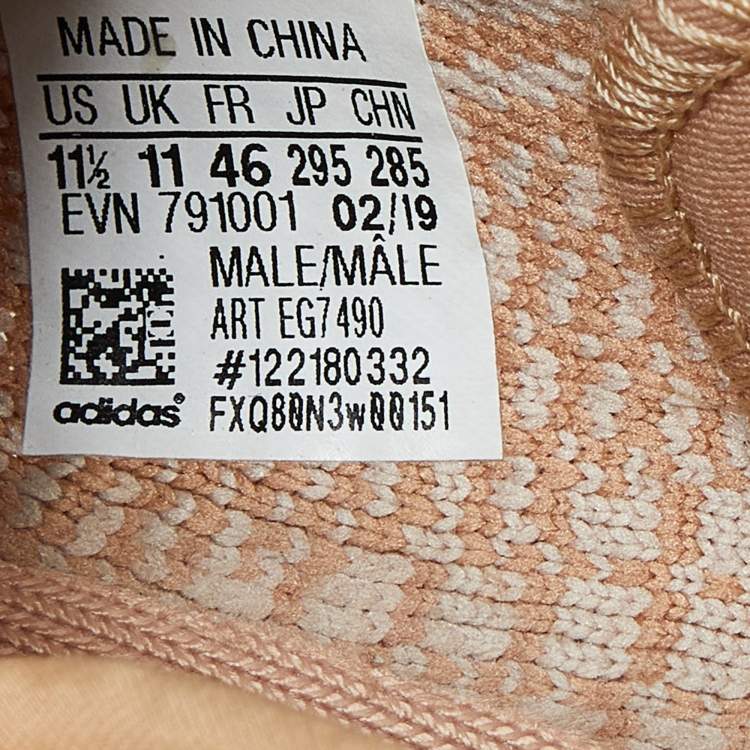 MADE IN CHINA
US UK FR JP CHN
11½ 11 46 295 285
EVN 791001 02/19
MALE/MÂLE
ART EG7490
#122180332
adidas® FXQ80N3w00151